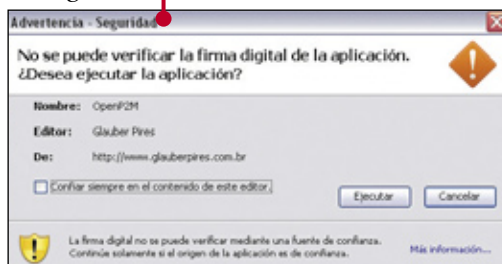 Advertencia - Seguridad
No se puede verificar la firma digital de la aplicación.
¿Desea ejecutar la aplicación?
Nombre: OpenP2M
Editor: Glauber Pires
De: http://www.glauberpires.com.br
Confiar siempre en el contenido de este editor.
Ejecutar Cancelar
La firma digital no se puede verificar mediante una fuente de confianza.
Continúe solamente si el origen de la aplicación es de confianza.
Más información...